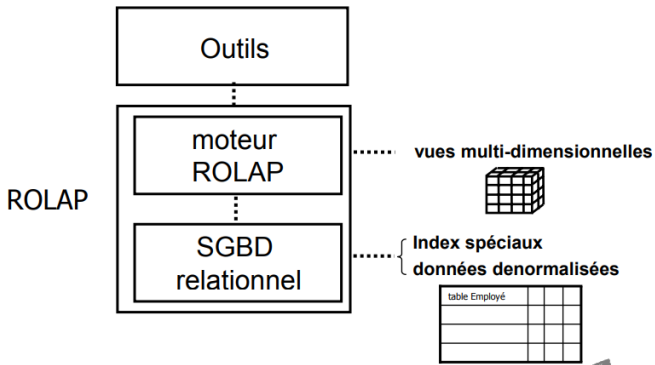 Outils
moteur
ROLAP
vues multi-dimensionnelles
ROLAP
SGBD
relationnel
Index spéciaux
données denormalisées
table Employé